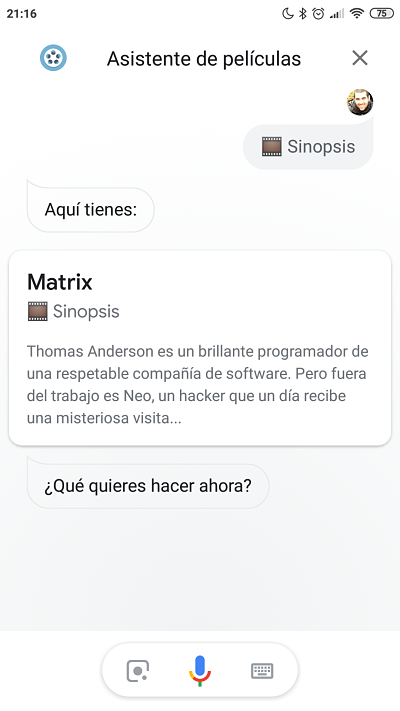 21:16
75
Asistente de películas
Sinopsis
Aquí tienes:
Matrix
Sinopsis
Thomas Anderson es un brillante programador de
una respetable compañía de software. Pero fuera
del trabajo es Neo, un hacker que un día recibe
una misteriosa visita...
¿Qué quieres hacer ahora?